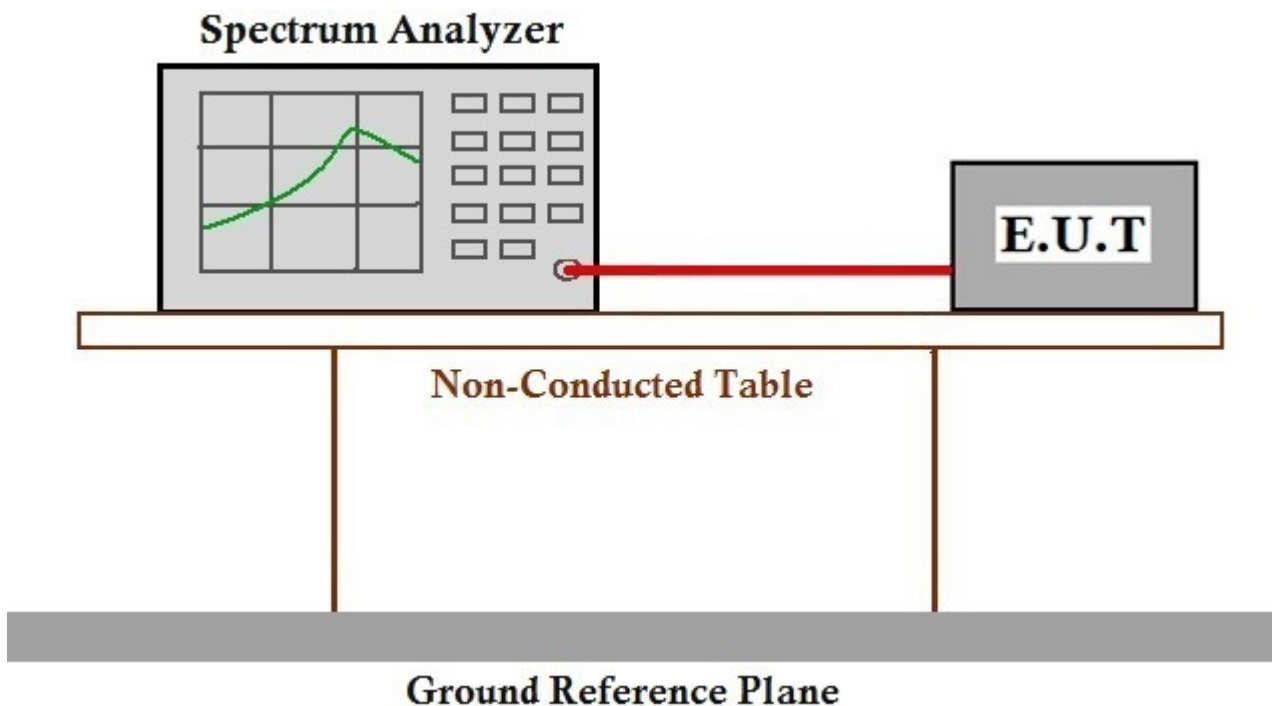 Spectrum Analyzer
E.U.T
Non-Conducted Table
Ground Reference Plane